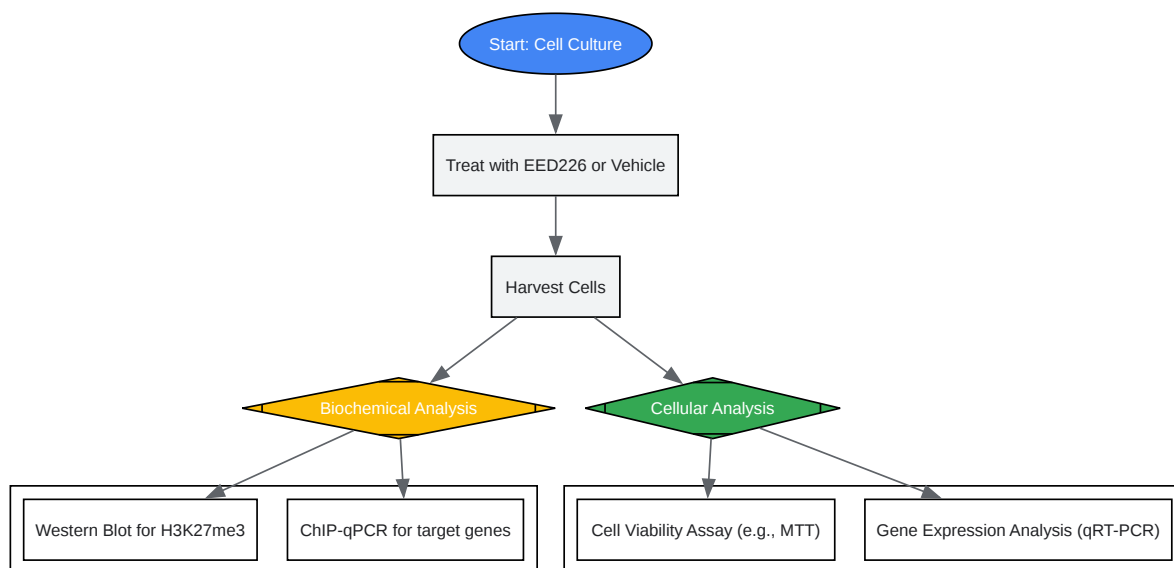 Start: Cell Culture
Treat with EED226 or Vehicle
Harvest Cells
Biochemical Analysis
Cellular Analysis
Western Blot for H3K27me3
ChIP-qPCR for target genes
Cell Viability Assay (e.g., MTT)
Gene Expression Analysis (qRT-PCR)